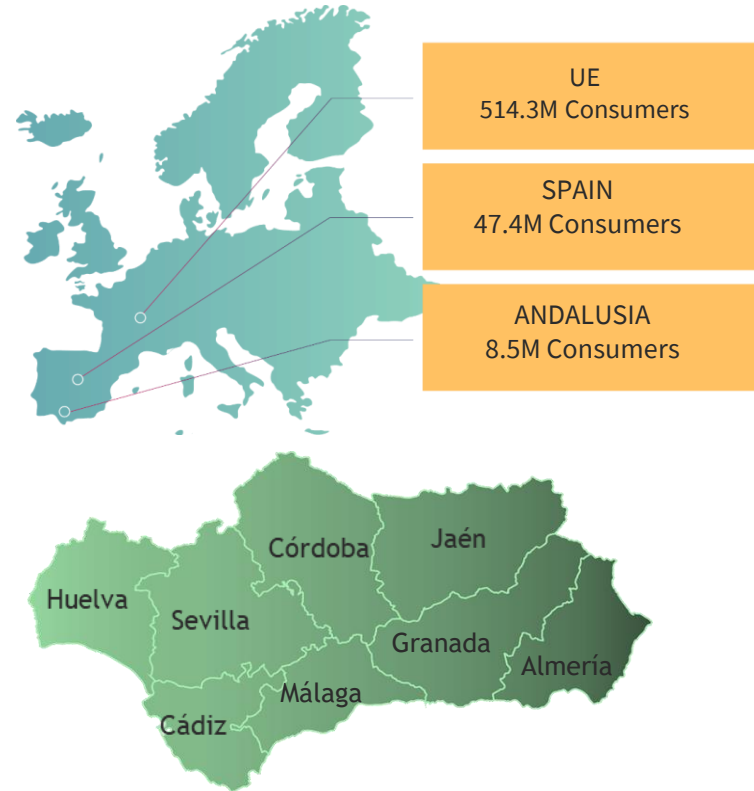 UE
514.3M Consumers
SPAIN
47.4M Consumers
ANDALUSIA
8.5M Consumers
Córdoba
Jaén
Huelva
Sevilla
Granada
Almería
Málaga
Cádiz